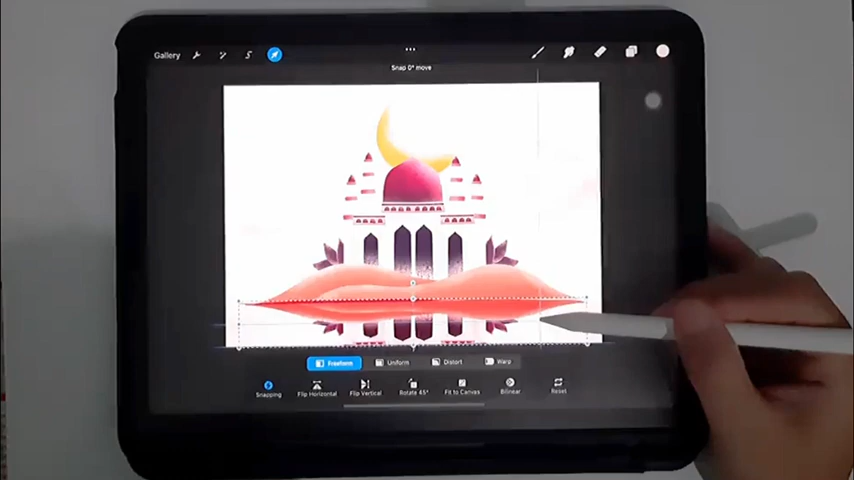 Gallery
Snap 0° move
Freeform Uniform Distort Warp
Snapping Flip Horizontal Flip Vertical Rotate 45° Fit to Canvas Bilinear Reset